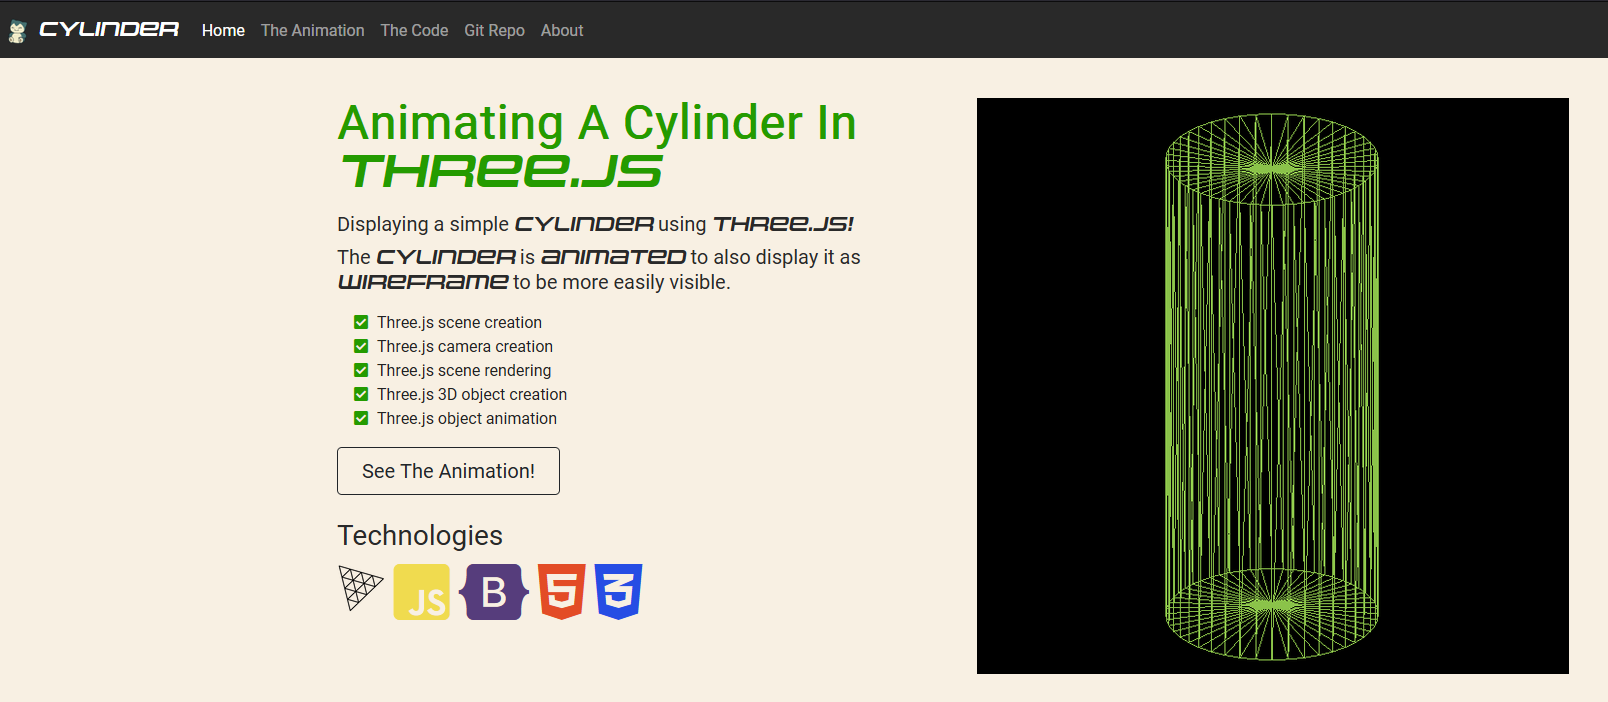 CYLINDER Home The Animation The Code Git Repo About
Animating A Cylinder In
THREE.JS
Displaying a simple CYLINDER using THREE.JS!
The CYLINDER is ANIMATED to also display it as
WIREFRAME to be more easily visible.
Three.js scene creation
Three.js camera creation
Three.js scene rendering
Three.js 3D object creation
Three.js object animation
See The Animation!
Technologies
JS B 5 3